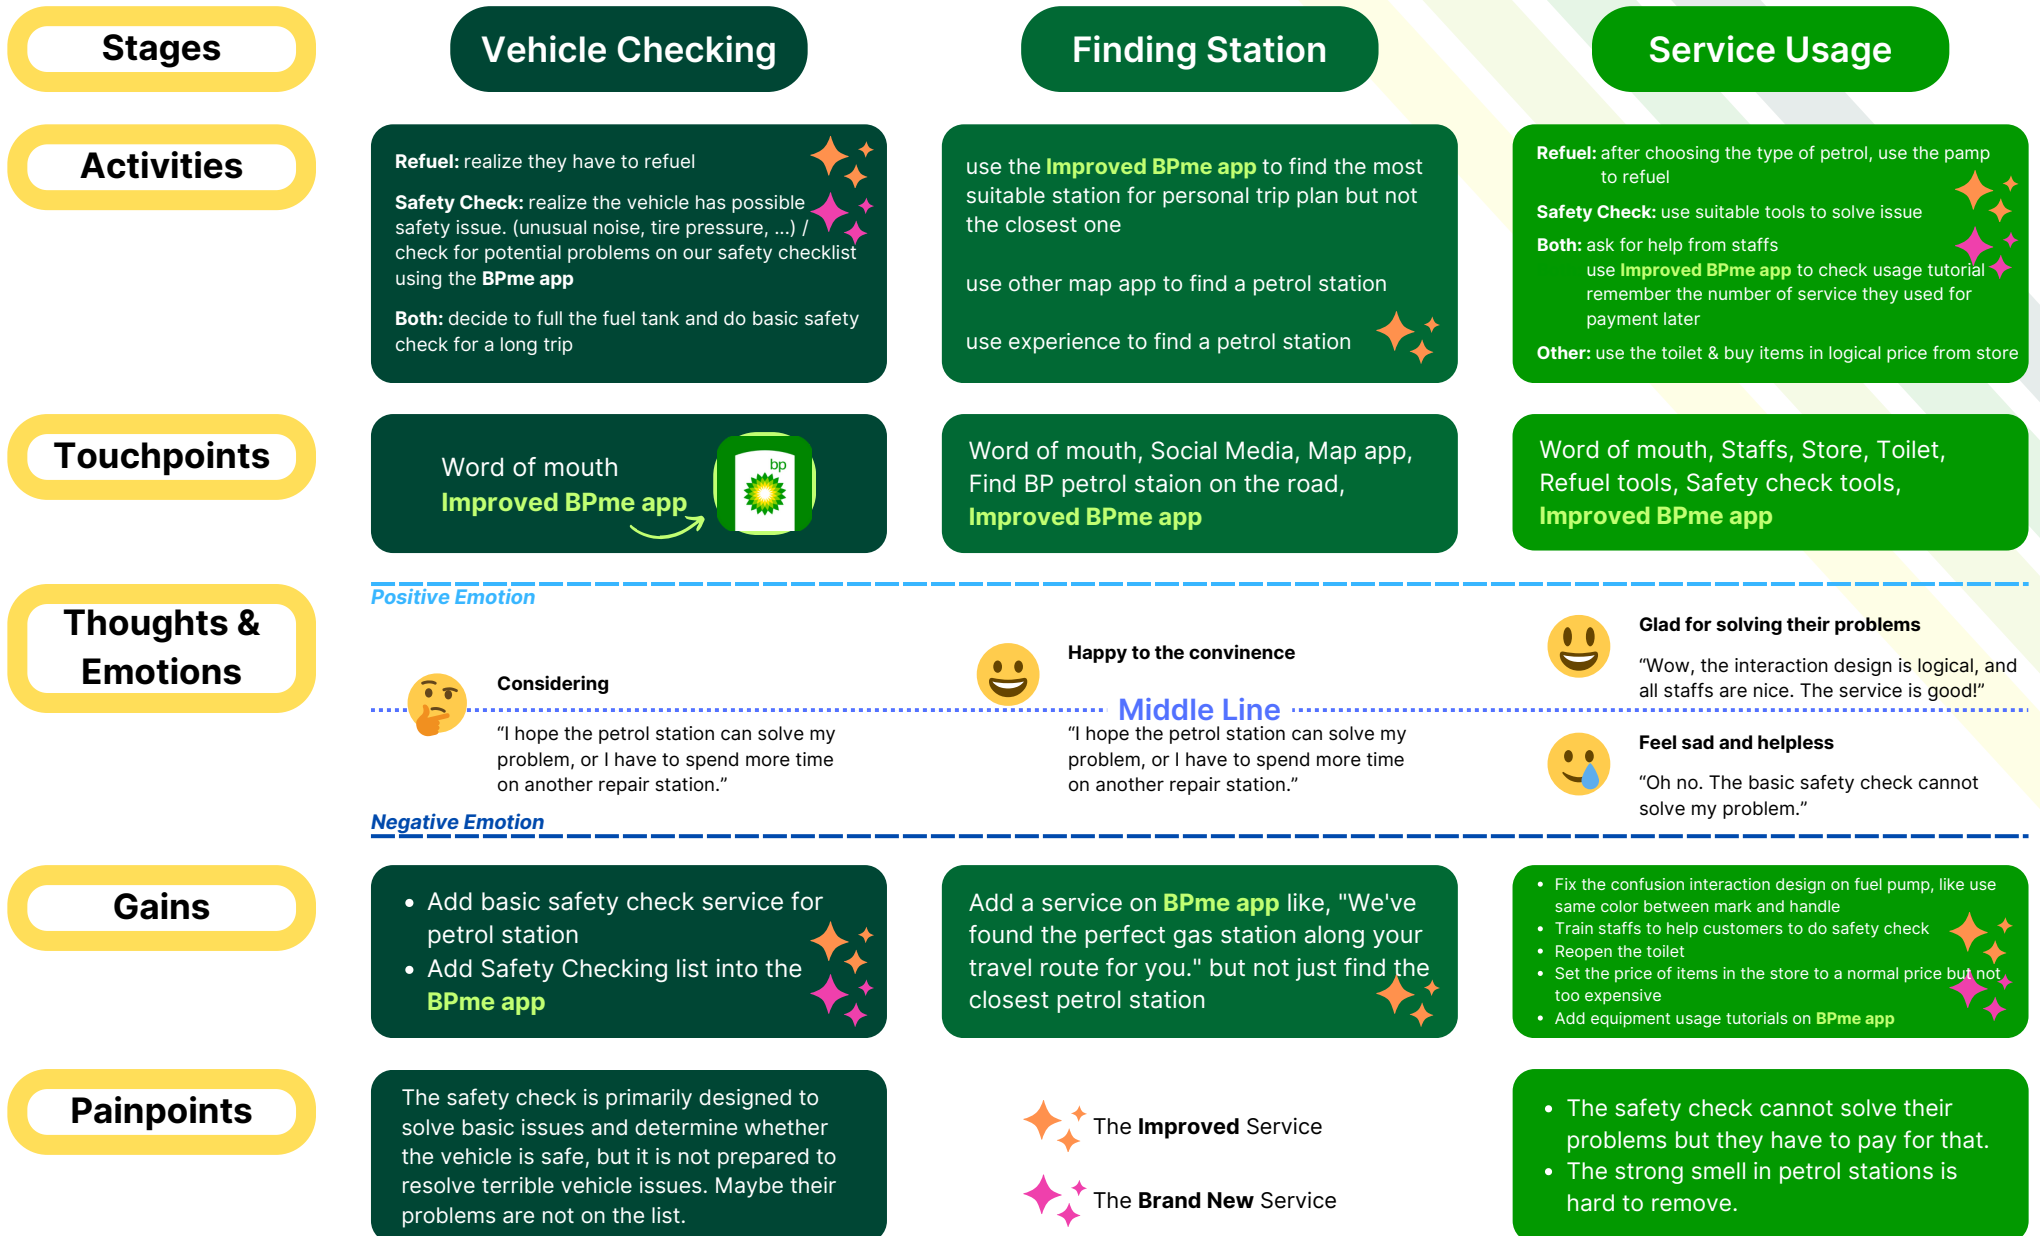 Stages
Vehicle Checking
Finding Station
Service Usage
Activities
Refuel: realize they have to refuel
Safety Check: realize the vehicle has possible
safety issue. (unusual noise, tire pressure, ...) /
check for potential problems on our safety checklist
using the BPme app
Both: decide to full the fuel tank and do basic safety
check for a long trip
use the Improved BPme app to find the most
suitable station for personal trip plan but not
the closest one
use other map app to find a petrol station
use experience to find a petrol station
Refuel: after choosing the type of petrol, use the pamp
to refuel
Safety Check: use suitable tools to solve issue
Both: ask for help from staffs
use Improved BPme app to check usage tutorial
remember the number of service they used for
payment later
Other: use the toilet & buy items in logical price from store
Touchpoints
Word of mouth
Improved BPme app
bp
Word of mouth, Social Media, Map app,
Find BP petrol staion on the road,
Improved BPme app
Word of mouth, Staffs, Store, Toilet,
Refuel tools, Safety check tools,
Improved BPme app
Thoughts &
Emotions
Positive Emotion
Considering
“I hope the petrol station can solve my
problem, or I have to spend more time
on another repair station.”
Happy to the convinence
Middle Line
“I hope the petrol station can solve my
problem, or I have to spend more time
on another repair station.”
Glad for solving their problems
“Wow, the interaction design is logical, and
all staffs are nice. The service is good!”
Feel sad and helpless
“Oh no. The basic safety check cannot
solve my problem.”
Negative Emotion
Gains
• Add basic safety check service for
petrol station
• Add Safety Checking list into the
BPme app
Add a service on BPme app like, "We've
found the perfect gas station along your
travel route for you." but not just find the
closest petrol station
• Fix the confusion interaction design on fuel pump, like use
same color between mark and handle
• Train staffs to help customers to do safety check
• Reopen the toilet
• Set the price of items in the store to a normal price but not
too expensive
• Add equipment usage tutorials on BPme app
Painpoints
The safety check is primarily designed to
solve basic issues and determine whether
the vehicle is safe, but it is not prepared to
resolve terrible vehicle issues. Maybe their
problems are not on the list.
The Improved Service
The Brand New Service
• The safety check cannot solve their
problems but they have to pay for that.
• The strong smell in petrol stations is
hard to remove.